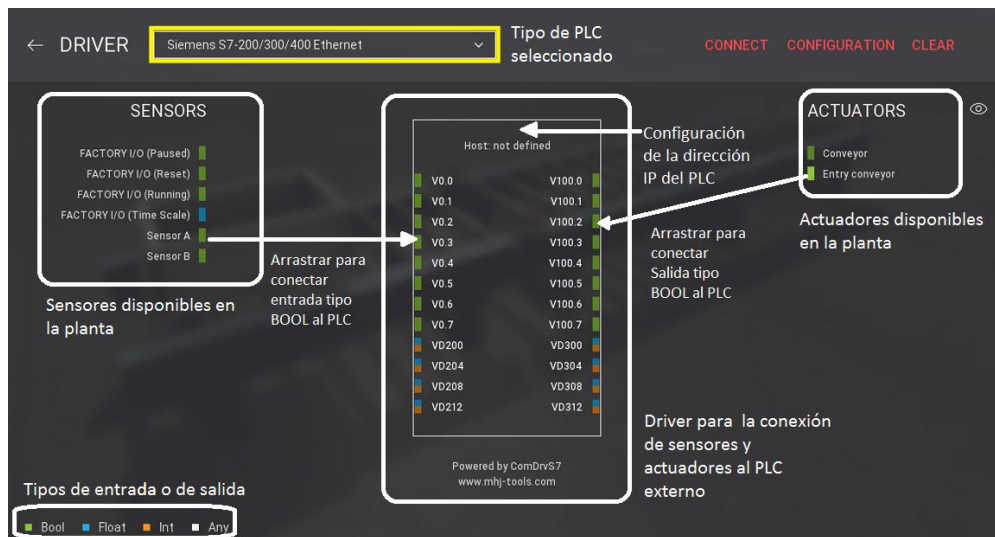 ← DRIVER
Siemens S7-200/300/400 Ethernet
Tipo de PLC
seleccionado
CONNECT CONFIGURATION CLEAR
SENSORS
FACTORY I/O (Paused)
FACTORY I/O (Reset)
FACTORY I/O (Running)
FACTORY I/O (Time Scale)
Sensor A
Sensor B
Sensores disponibles en
la planta
Arrastrar para
conectar
entrada tipo
BOOL al PLC
Host: not defined
V0.0 V100.0
V0.1 V100.1
V0.2 V100.2
V0.3 V100.3
V0.4 V100.4
V0.5 V100.5
V0.6 V100.6
V0.7 V100.7
VD200 VD300
VD204 VD304
VD208 VD308
VD212 VD312
Powered by ComDrvS7
www.mhj-tools.com
Configuración
de la dirección
IP del PLC
Arrastrar para
conectar
Salida tipo
BOOL al PLC
ACTUATORS
Conveyor
Entry conveyor
Actuadores disponibles
en la planta
Driver para la conexión
de sensores y
actuadores al PLC
externo
Tipos de entrada o de salida
Bool Float Int Any